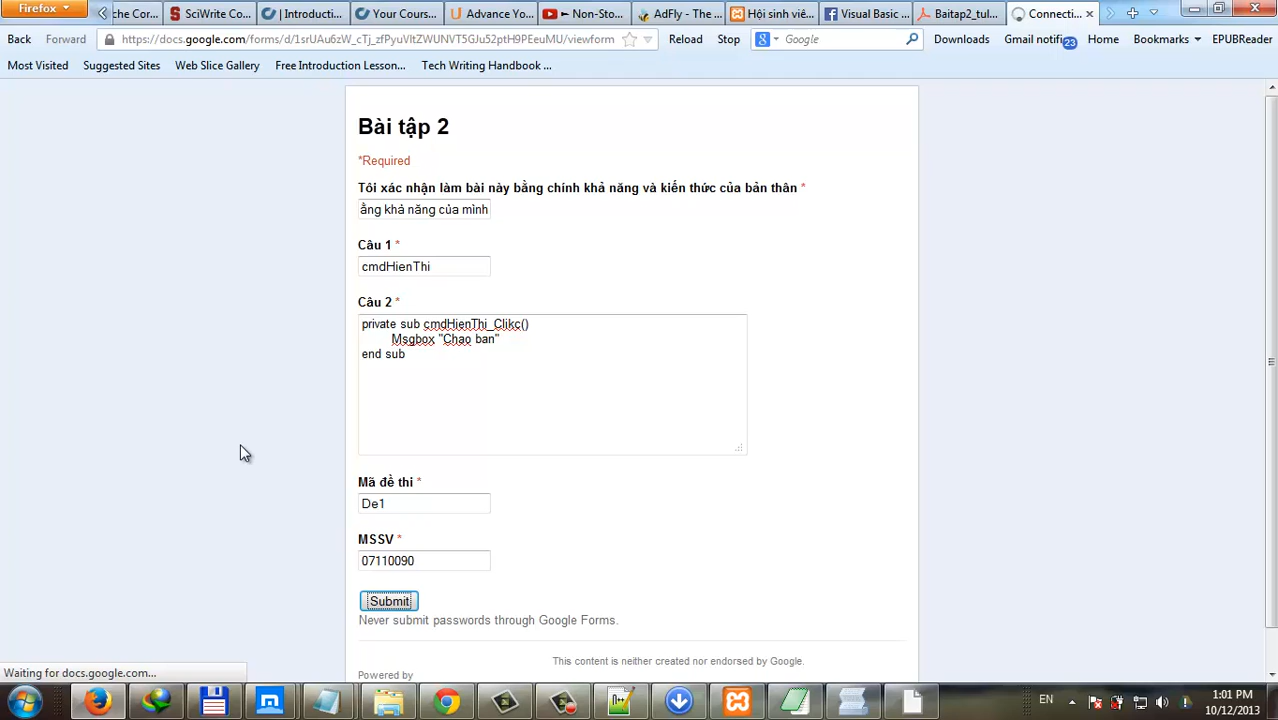 Firefox
che Cor...
SciWrite Co...
| Introducti...
Your Cours...
Advance Yo...
► Non-Sto...
AdFly - The ...
Hội sinh viê...
Visual Basic ...
Baitap2_tul...
Connecti...
Back
Forward
https://docs.google.com/forms/d/1srUAu6zW_cTj_zfPyuVltZWUNVT5GJu52ptH9PEeuMU/viewform
Reload
Stop
Google
Downloads
Gmail notifi...
23
Home
Bookmarks
EPUBReader
Most Visited
Suggested Sites
Web Slice Gallery
Free Introduction Lesson...
Tech Writing Handbook ...
Bài tập 2
*Required
Tôi xác nhận làm bài này bằng chính khả năng và kiến thức của bản thân *
ằng khả năng của mình
Câu 1 *
cmdHienThi
Câu 2 *
private sub cmdHienThi_Clikc()
Msgbox "Chao ban"
end sub
Mã đề thi *
De1
MSSV *
07110090
Submit
Never submit passwords through Google Forms.
This content is neither created nor endorsed by Google.
Powered by
Waiting for docs.google.com...
EN
1:01 PM
10/12/2013